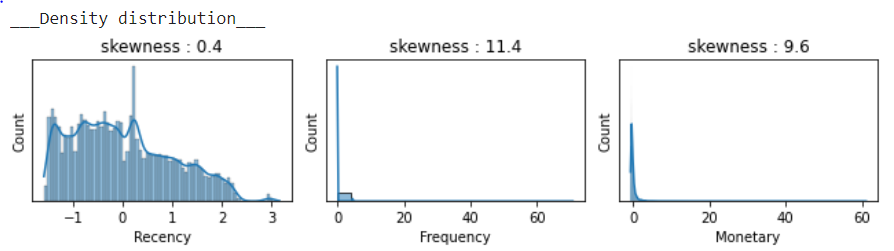 ___Density distribution___
skewness : 0.4 skewness : 11.4 skewness : 9.6
Count Count Count
−1 0 1 2 3 0 20 40 60 0 20 40 60
Recency Frequency Monetary